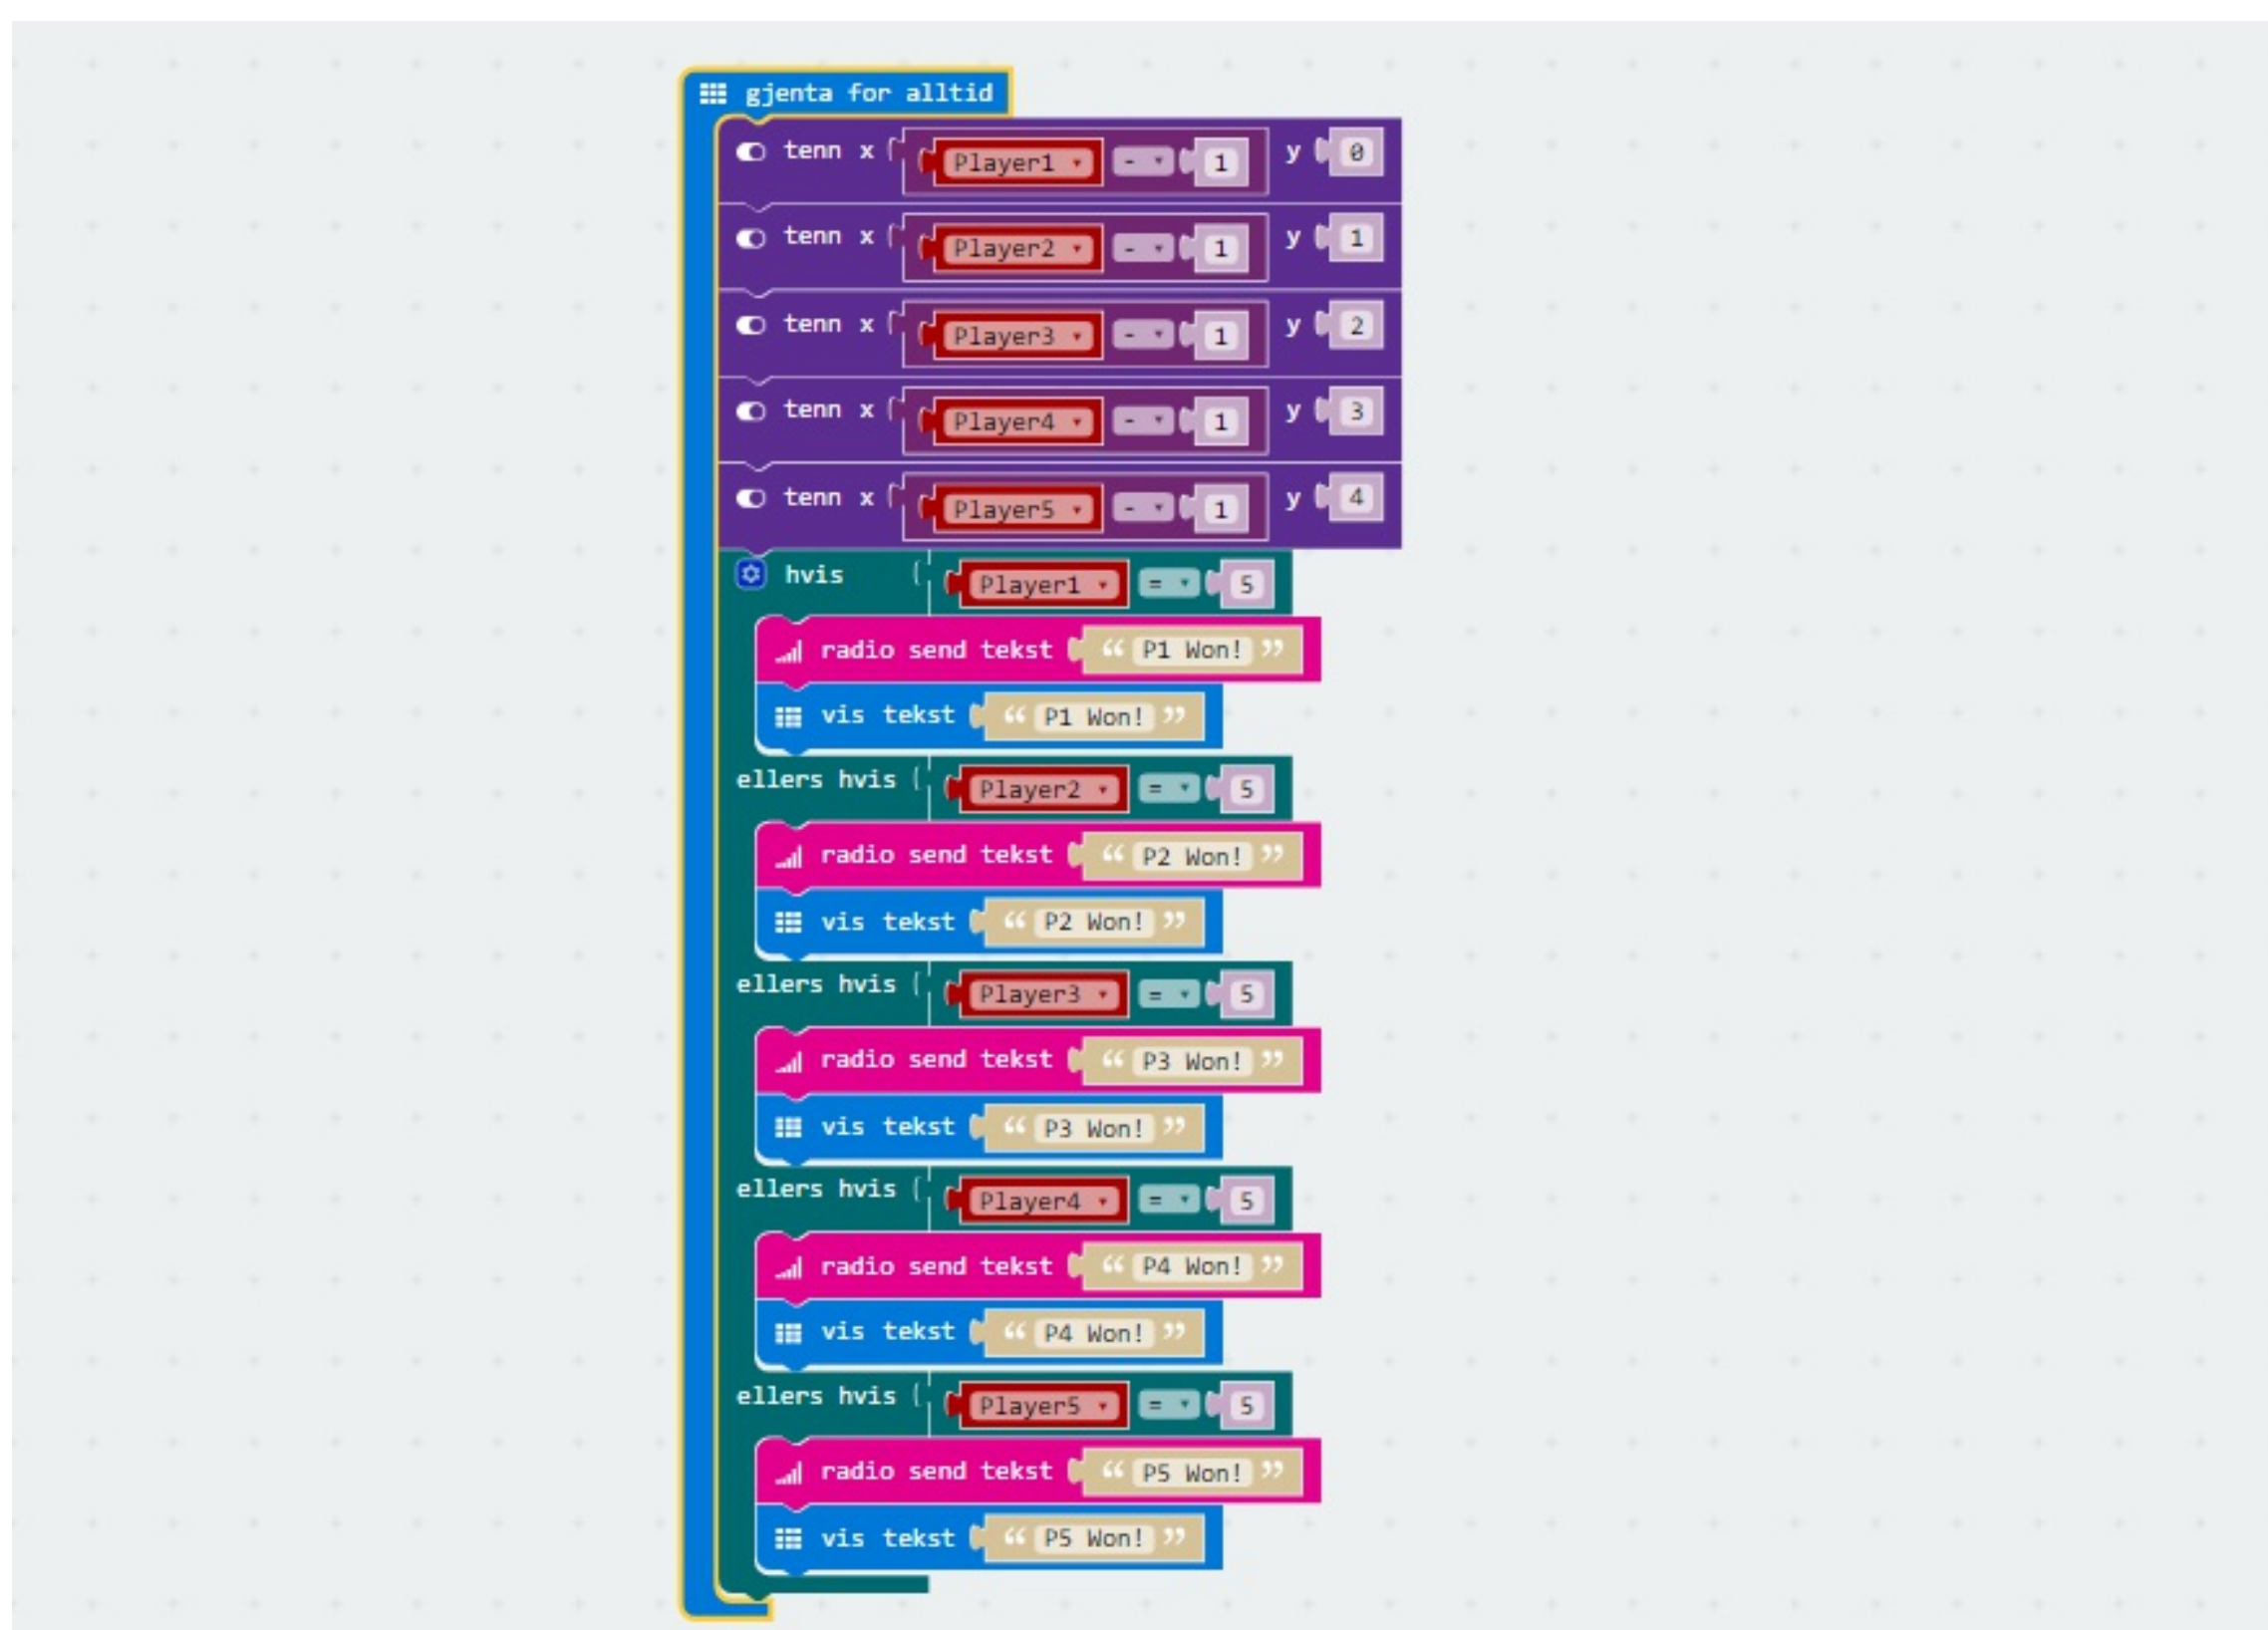 gjenta for alltid
tenn x Player1 - 1 y 0
tenn x Player2 - 1 y 1
tenn x Player3 - 1 y 2
tenn x Player4 - 1 y 3
tenn x Player5 - 1 y 4
hvis Player1 = 5
radio send tekst “ P1 Won! ”
vis tekst “ P1 Won! ”
ellers hvis Player2 = 5
radio send tekst “ P2 Won! ”
vis tekst “ P2 Won! ”
ellers hvis Player3 = 5
radio send tekst “ P3 Won! ”
vis tekst “ P3 Won! ”
ellers hvis Player4 = 5
radio send tekst “ P4 Won! ”
vis tekst “ P4 Won! ”
ellers hvis Player5 = 5
radio send tekst “ P5 Won! ”
vis tekst “ P5 Won! ”